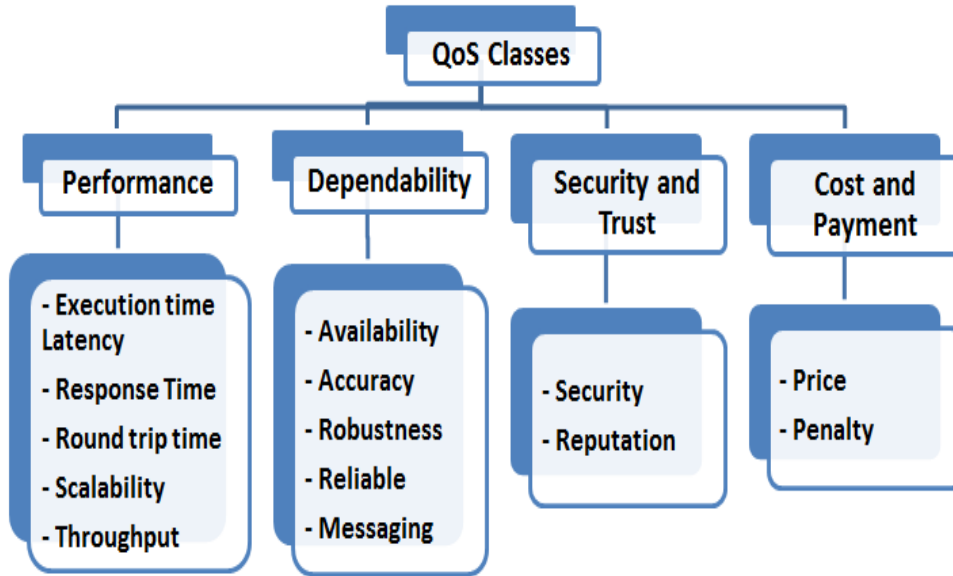 QoS Classes
Performance
- Execution time
Latency
- Response Time
- Round trip time
- Scalability
- Throughput
Dependability
- Availability
- Accuracy
- Robustness
- Reliable
- Messaging
Security and
Trust
- Security
- Reputation
Cost and
Payment
- Price
- Penalty